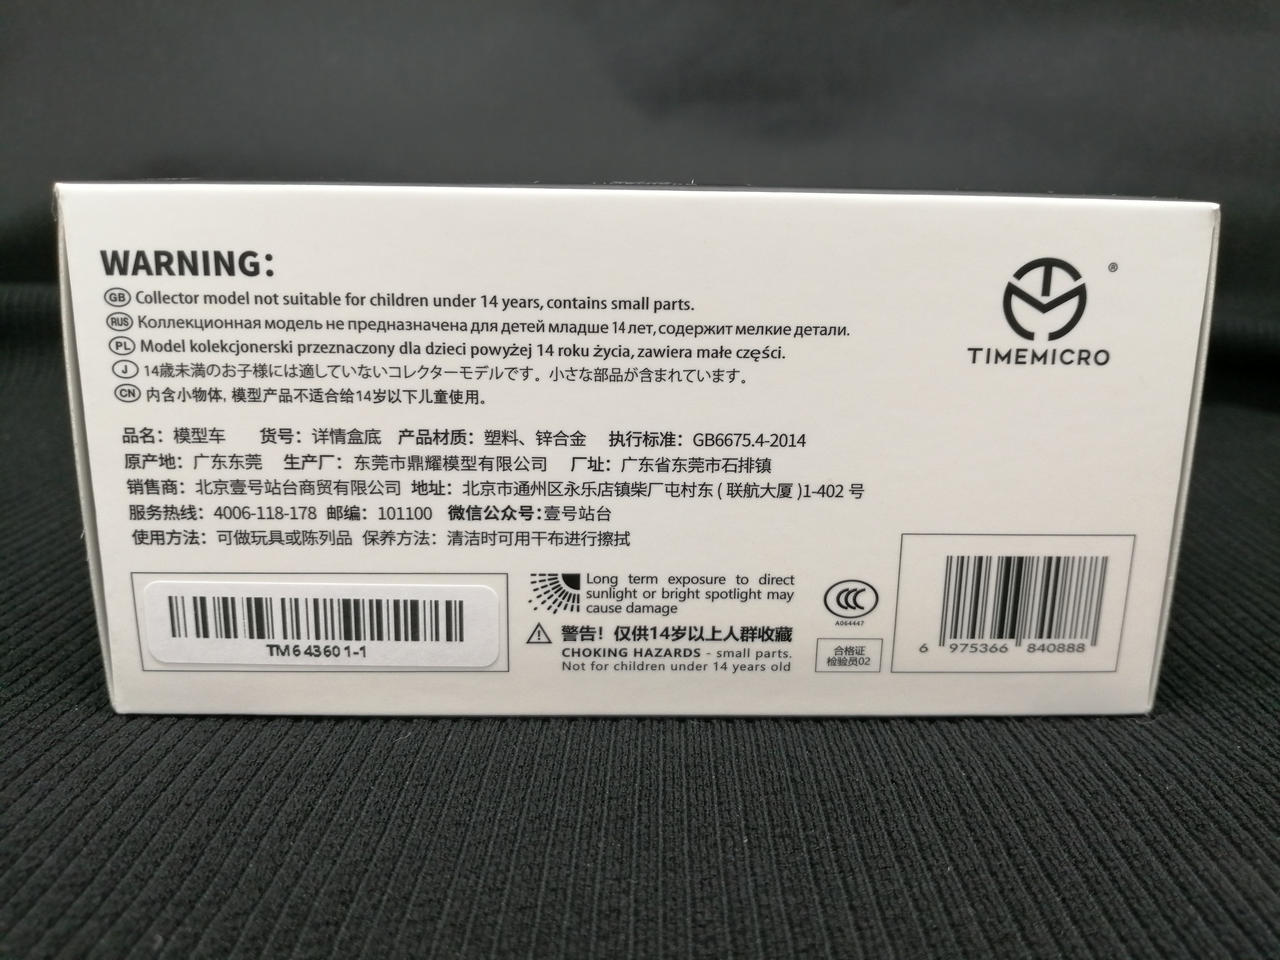 WARNING:
GB Collector model not suitable for children under 14 years, contains small parts.
RUS Коллекционная модель не предназначена для детей младше 14 лет, содержит мелкие детали.
PL Model kolekcjonerski przeznaczony dla dzieci powyżej 14 roku życia, zawiera małe części.
J 14歳未満のお子様には適していないコレクターモデルです。小さな部品が含まれています。
CN 内含小物体, 模型产品不适合给14岁以下儿童使用。
TM ®
TIMEMICRO
品名：模型车 货号：详情盒底 产品材质：塑料、锌合金 执行标准：GB6675.4-2014
原产地：广东东莞 生产厂：东莞市鼎耀模型有限公司 厂址：广东省东莞市石排镇
销售商：北京壹号站台商贸有限公司 地址：北京市通州区永乐店镇柴厂屯村东 ( 联航大厦 )1-402 号
服务热线：4006-118-178 邮编：101100 微信公众号：壹号站台
使用方法：可做玩具或陈列品 保养方法：清洁时可用干布进行擦拭
TM643601-1
Long term exposure to direct
sunlight or bright spotlight may
cause damage
警告！仅供14岁以上人群收藏
CHOKING HAZARDS - small parts.
Not for children under 14 years old
CCC
A064447
合格证
检验员02
6 975366 840888